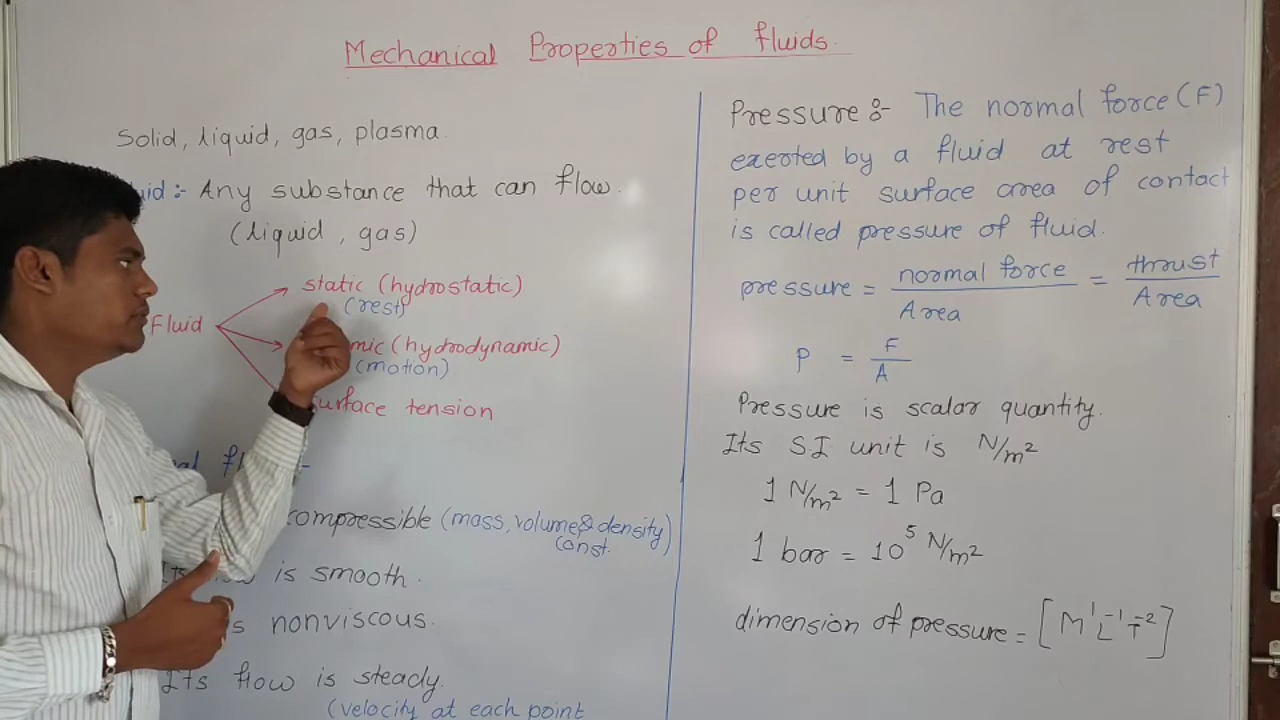 Mechanical Properties of fluids.
Solid, liquid, gas, plasma.
uid :- Any substance that can flow.
(liquid, gas)
Fluid
static (hydrostatic)
(rest)
mic (hydrodynamic)
(motion)
Surface tension
compressible (mass, volume & density)
Const.
is smooth.
s nonviscous.
Its flow is steady.
(velocity at each point
Pressure :- The normal force (F)
exerted by a fluid at rest
per unit surface area of contact
is called pressure of fluid.
pressure = normal force / Area = thrust / Area
P = F / A
Pressure is scalar quantity.
Its S.I unit is N/m²
1 N/m² = 1 Pa
1 bar = 10⁵ N/m²
dimension of pressure = [M¹L⁻¹T⁻²]